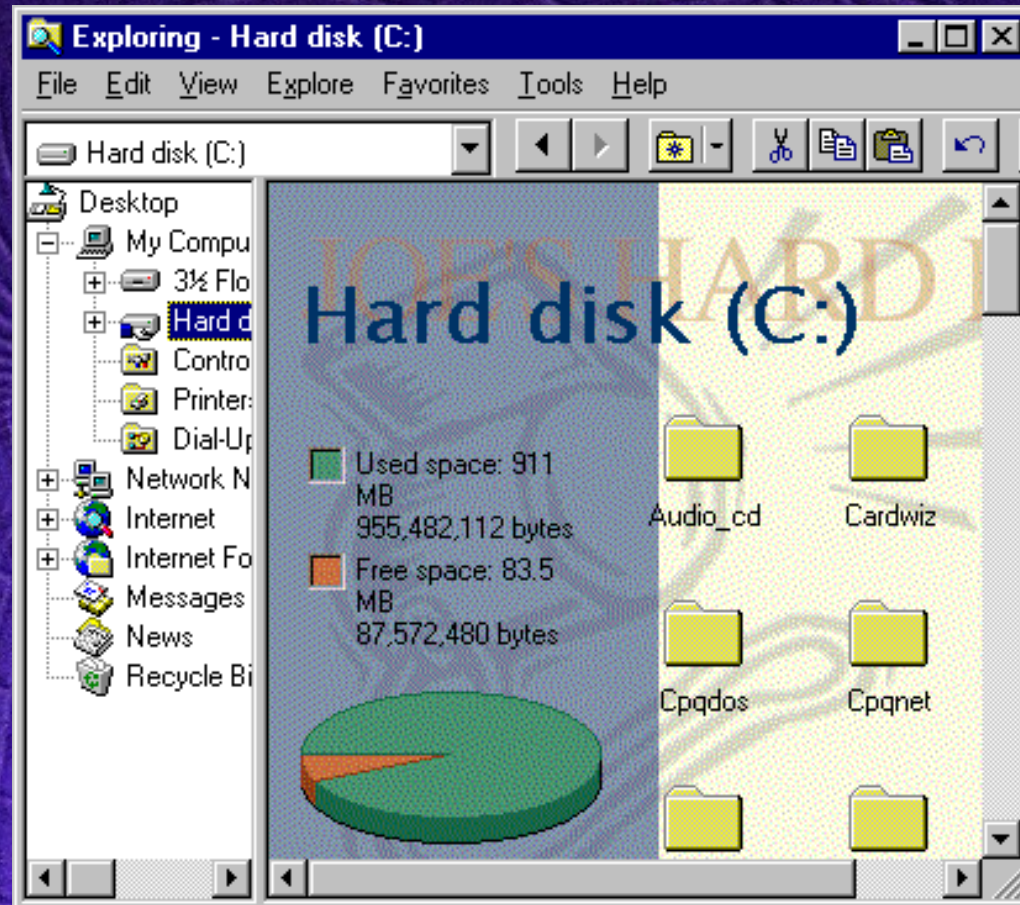 Exploring - Hard disk (C:)
File Edit View Explore Favorites Tools Help
Hard disk (C:)
Desktop
My Compu
3½ Flo
Hard d
Contro
Printer
Dial-Up
Network N
Internet
Internet Fo
Messages
News
Recycle Bi
JOE'S HARD
Hard disk (C:)
Used space: 911
MB
955,482,112 bytes
Free space: 83.5
MB
87,572,480 bytes
Audio_cd Cardwiz
Cpqdos Cpqnet